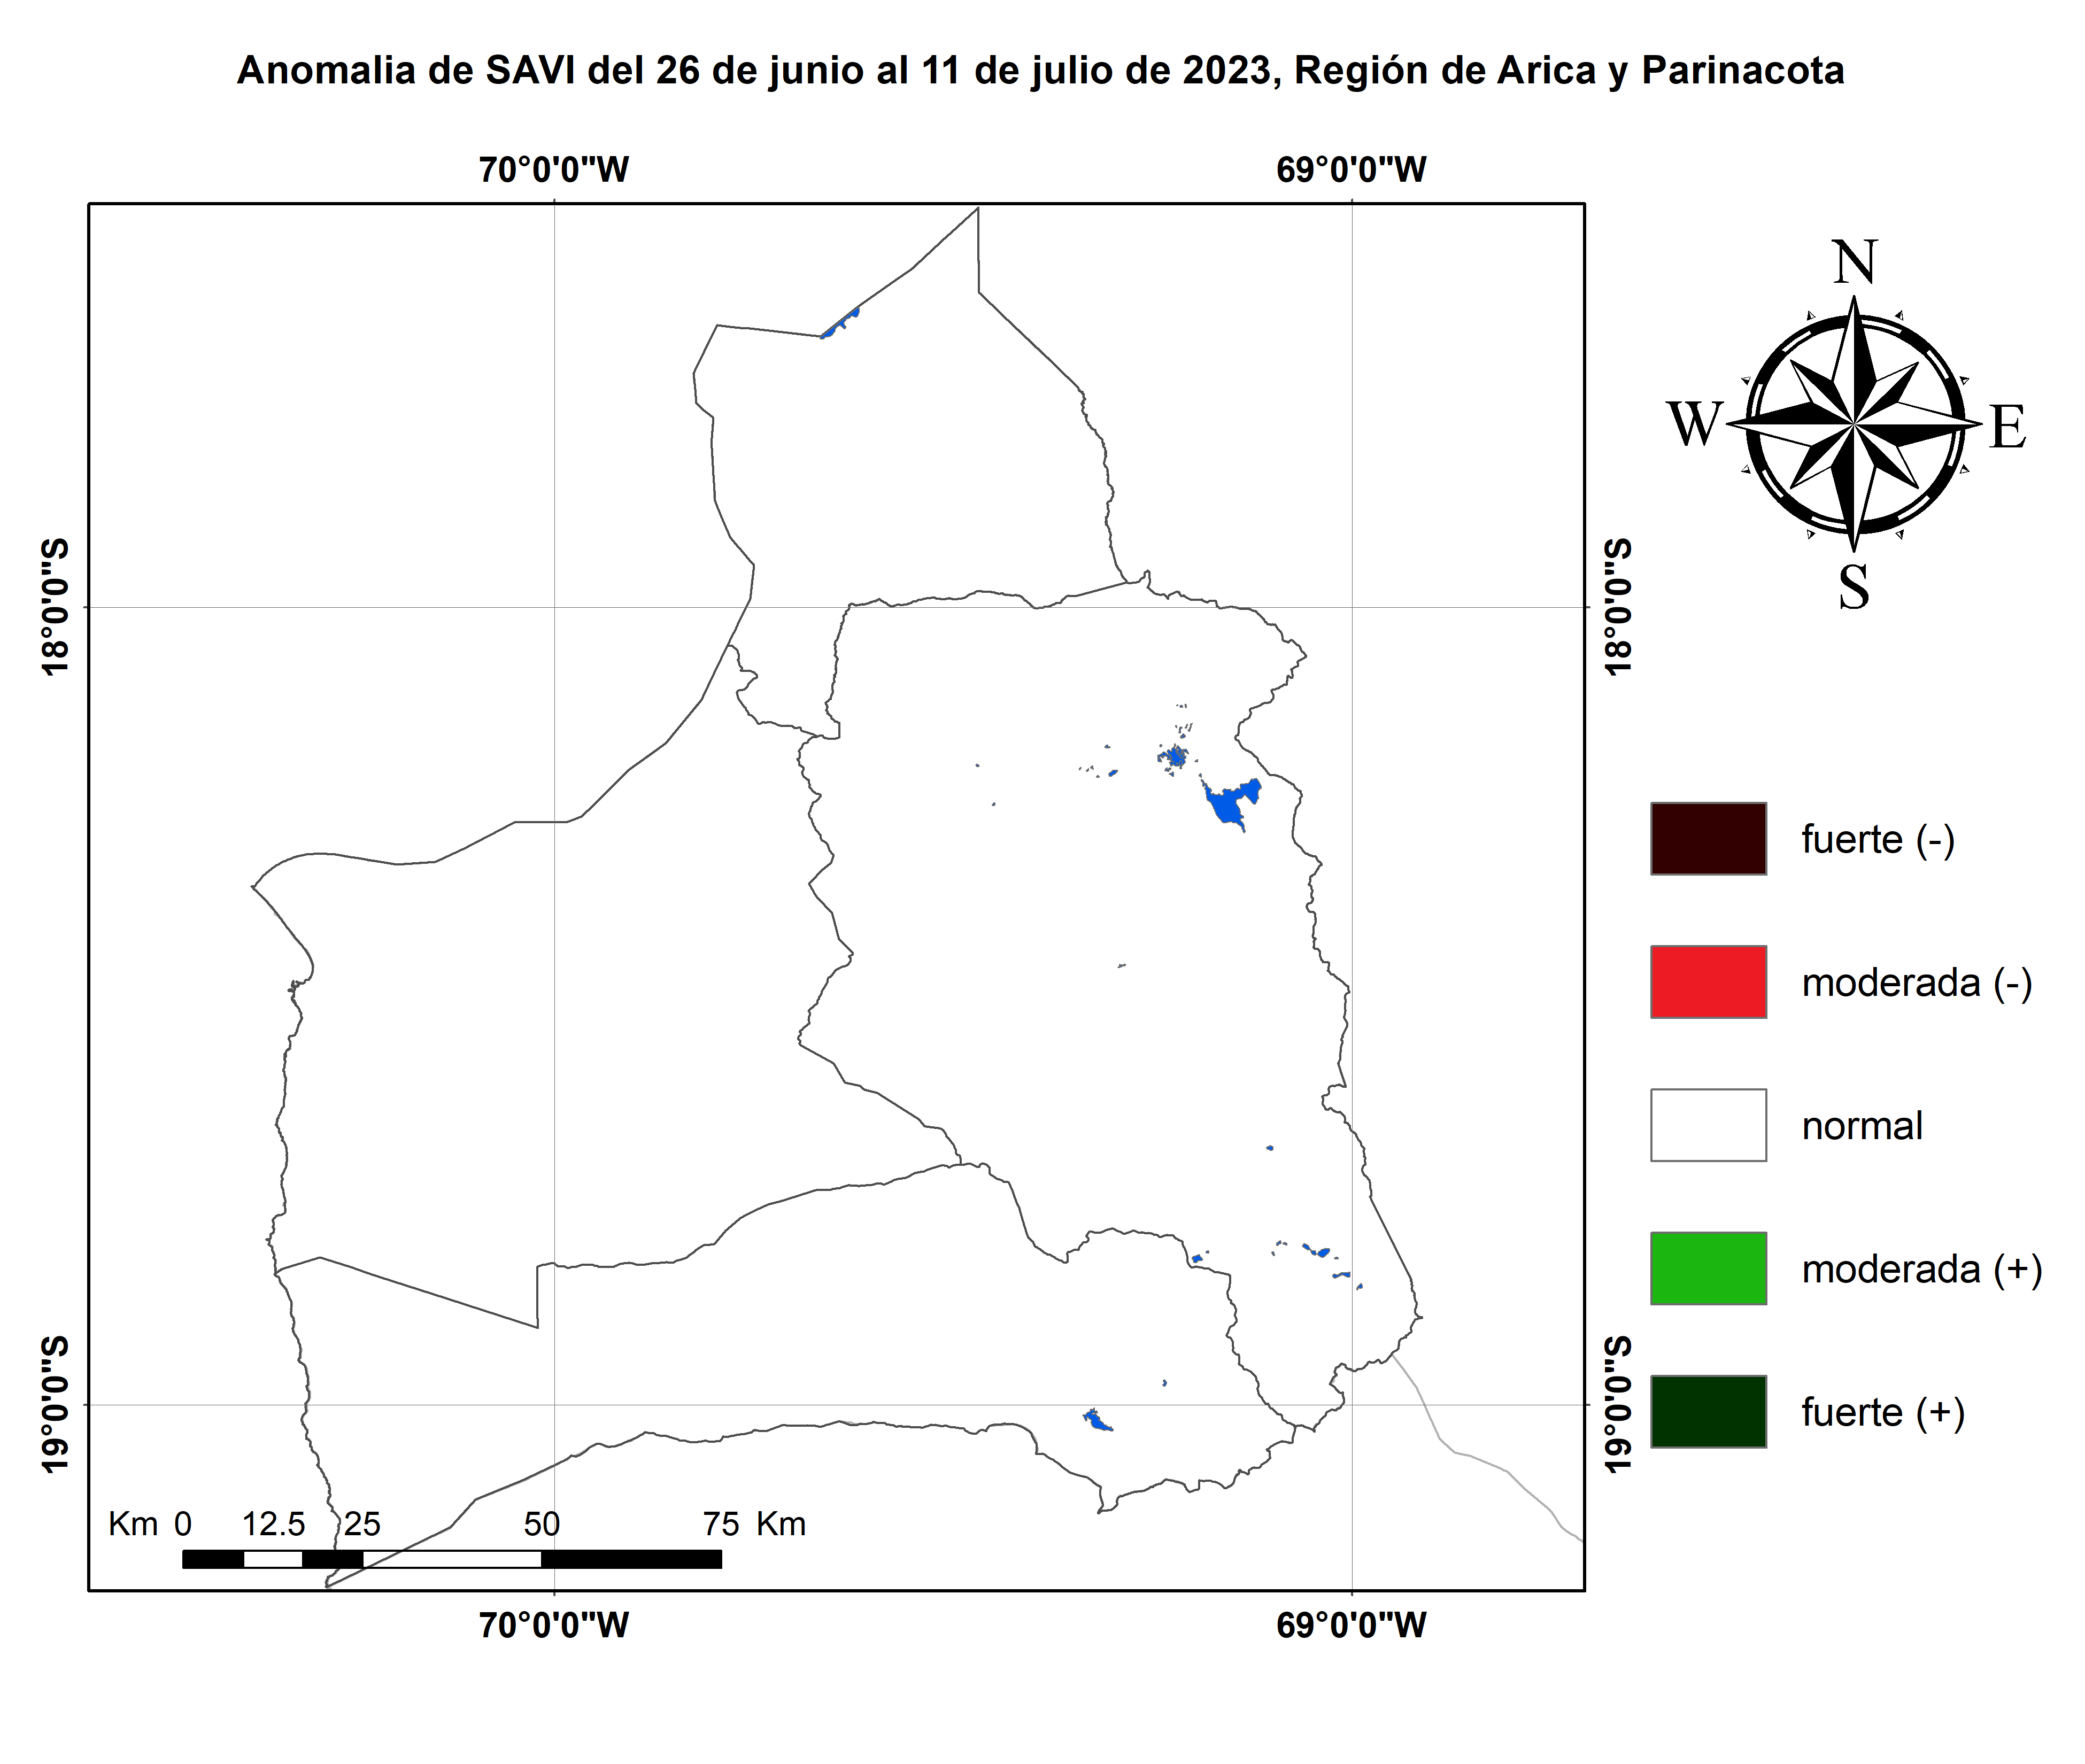 Anomalia de SAVI del 26 de junio al 11 de julio de 2023, Región de Arica y Parinacota
70°0'0"W
69°0'0"W
N
W
E
S
18°0'0"S
18°0'0"S
fuerte (-)
moderada (-)
normal
moderada (+)
fuerte (+)
19°0'0"S
19°0'0"S
Km 0 12.5 25 50 75 Km
70°0'0"W
69°0'0"W